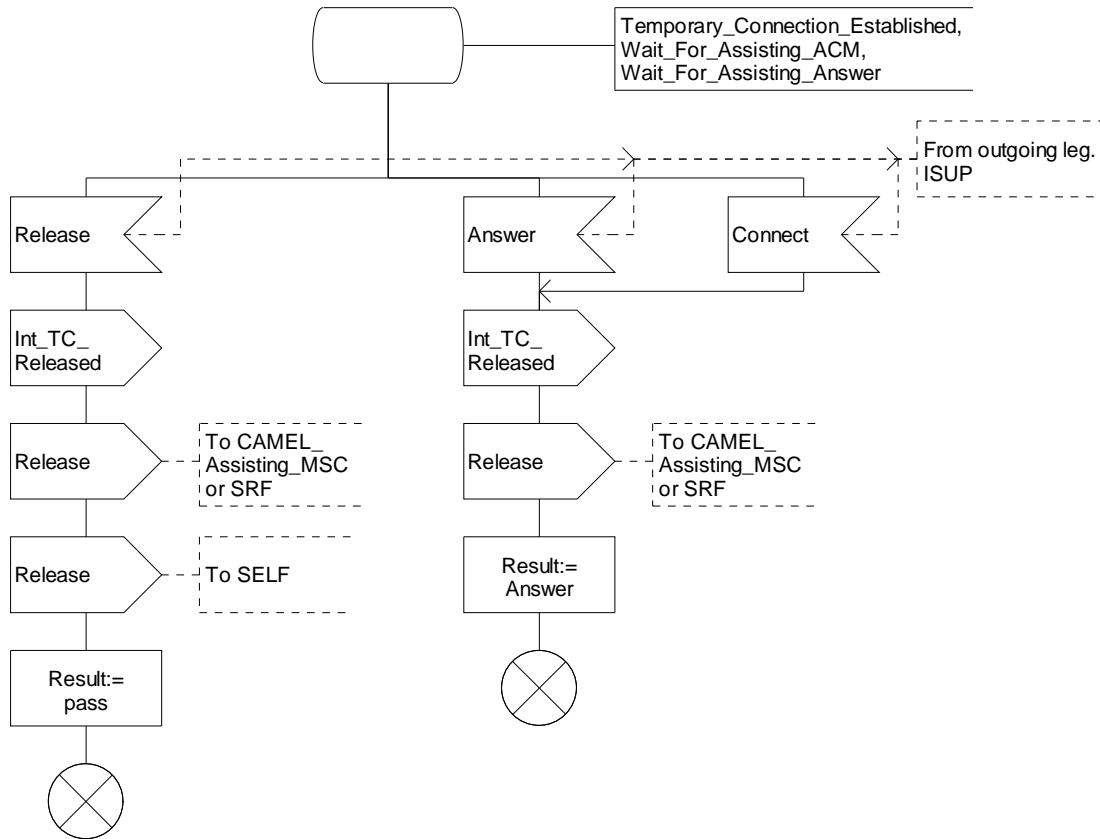 Temporary_Connection_Established,
Wait_For_Assisting_ACM,
Wait_For_Assisting_Answer
From outgoing leg.
ISUP
Release
Answer
Connect
Int_TC_
Released
Int_TC_
Released
Release
To CAMEL_
Assisting_MSC
or SRF
Release
To CAMEL_
Assisting_MSC
or SRF
Release
To SELF
Result:=
Answer
Result:=
pass